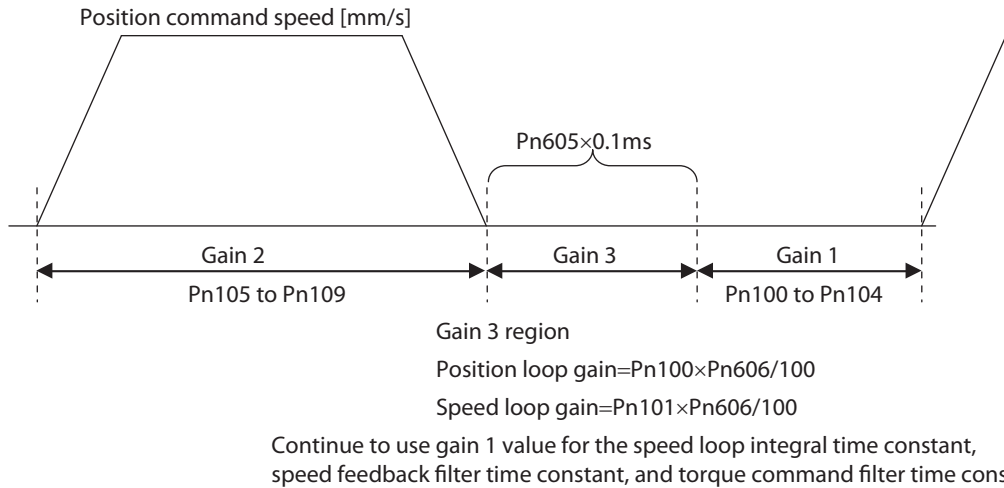 Position command speed [mm/s]
Pn605×0.1ms
Gain 2
Gain 3
Gain 1
Pn105 to Pn109
Pn100 to Pn104
Gain 3 region
Position loop gain=Pn100×Pn606/100
Speed loop gain=Pn101×Pn606/100
Continue to use gain 1 value for the speed loop integral time constant,
speed feedback filter time constant, and torque command filter time